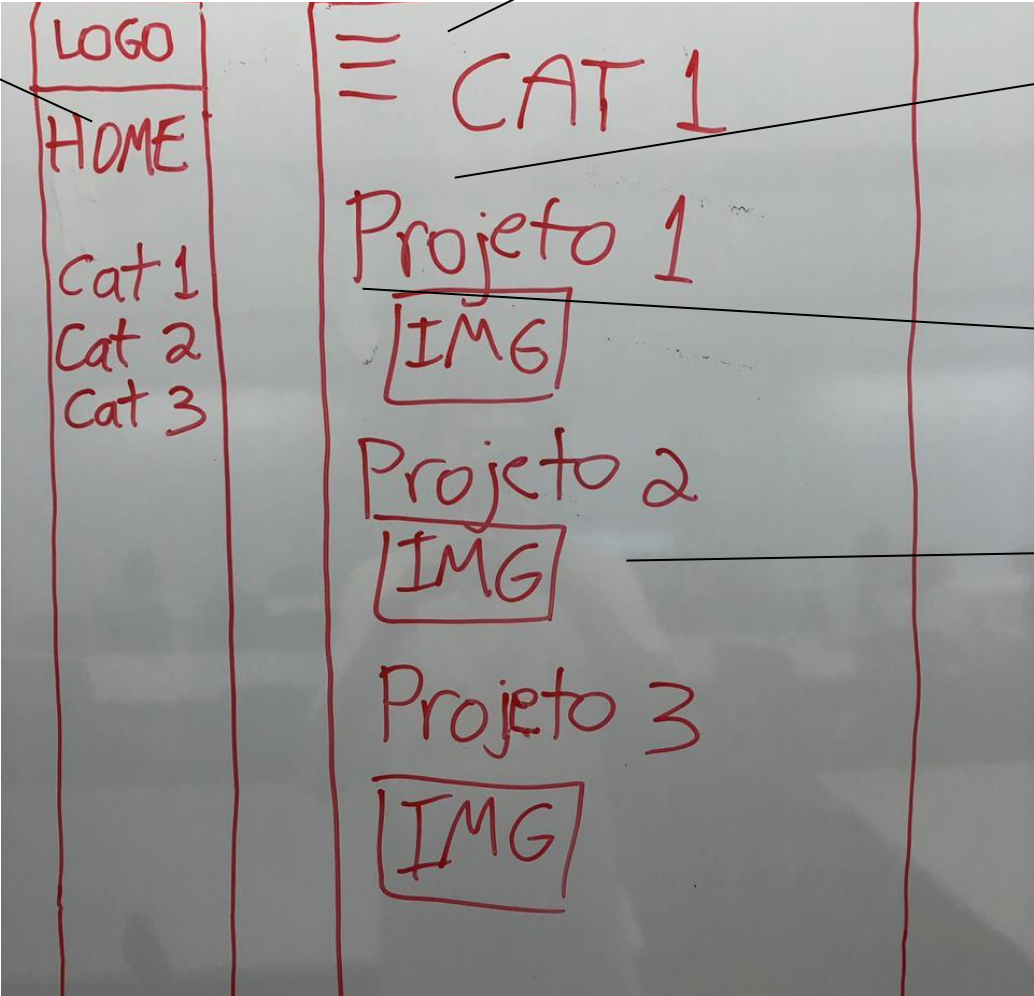 LOGO
HOME
Cat 1
Cat 2
Cat 3
CAT 1
Projeto 1
IMG
Projeto 2
IMG
Projeto 3
IMG